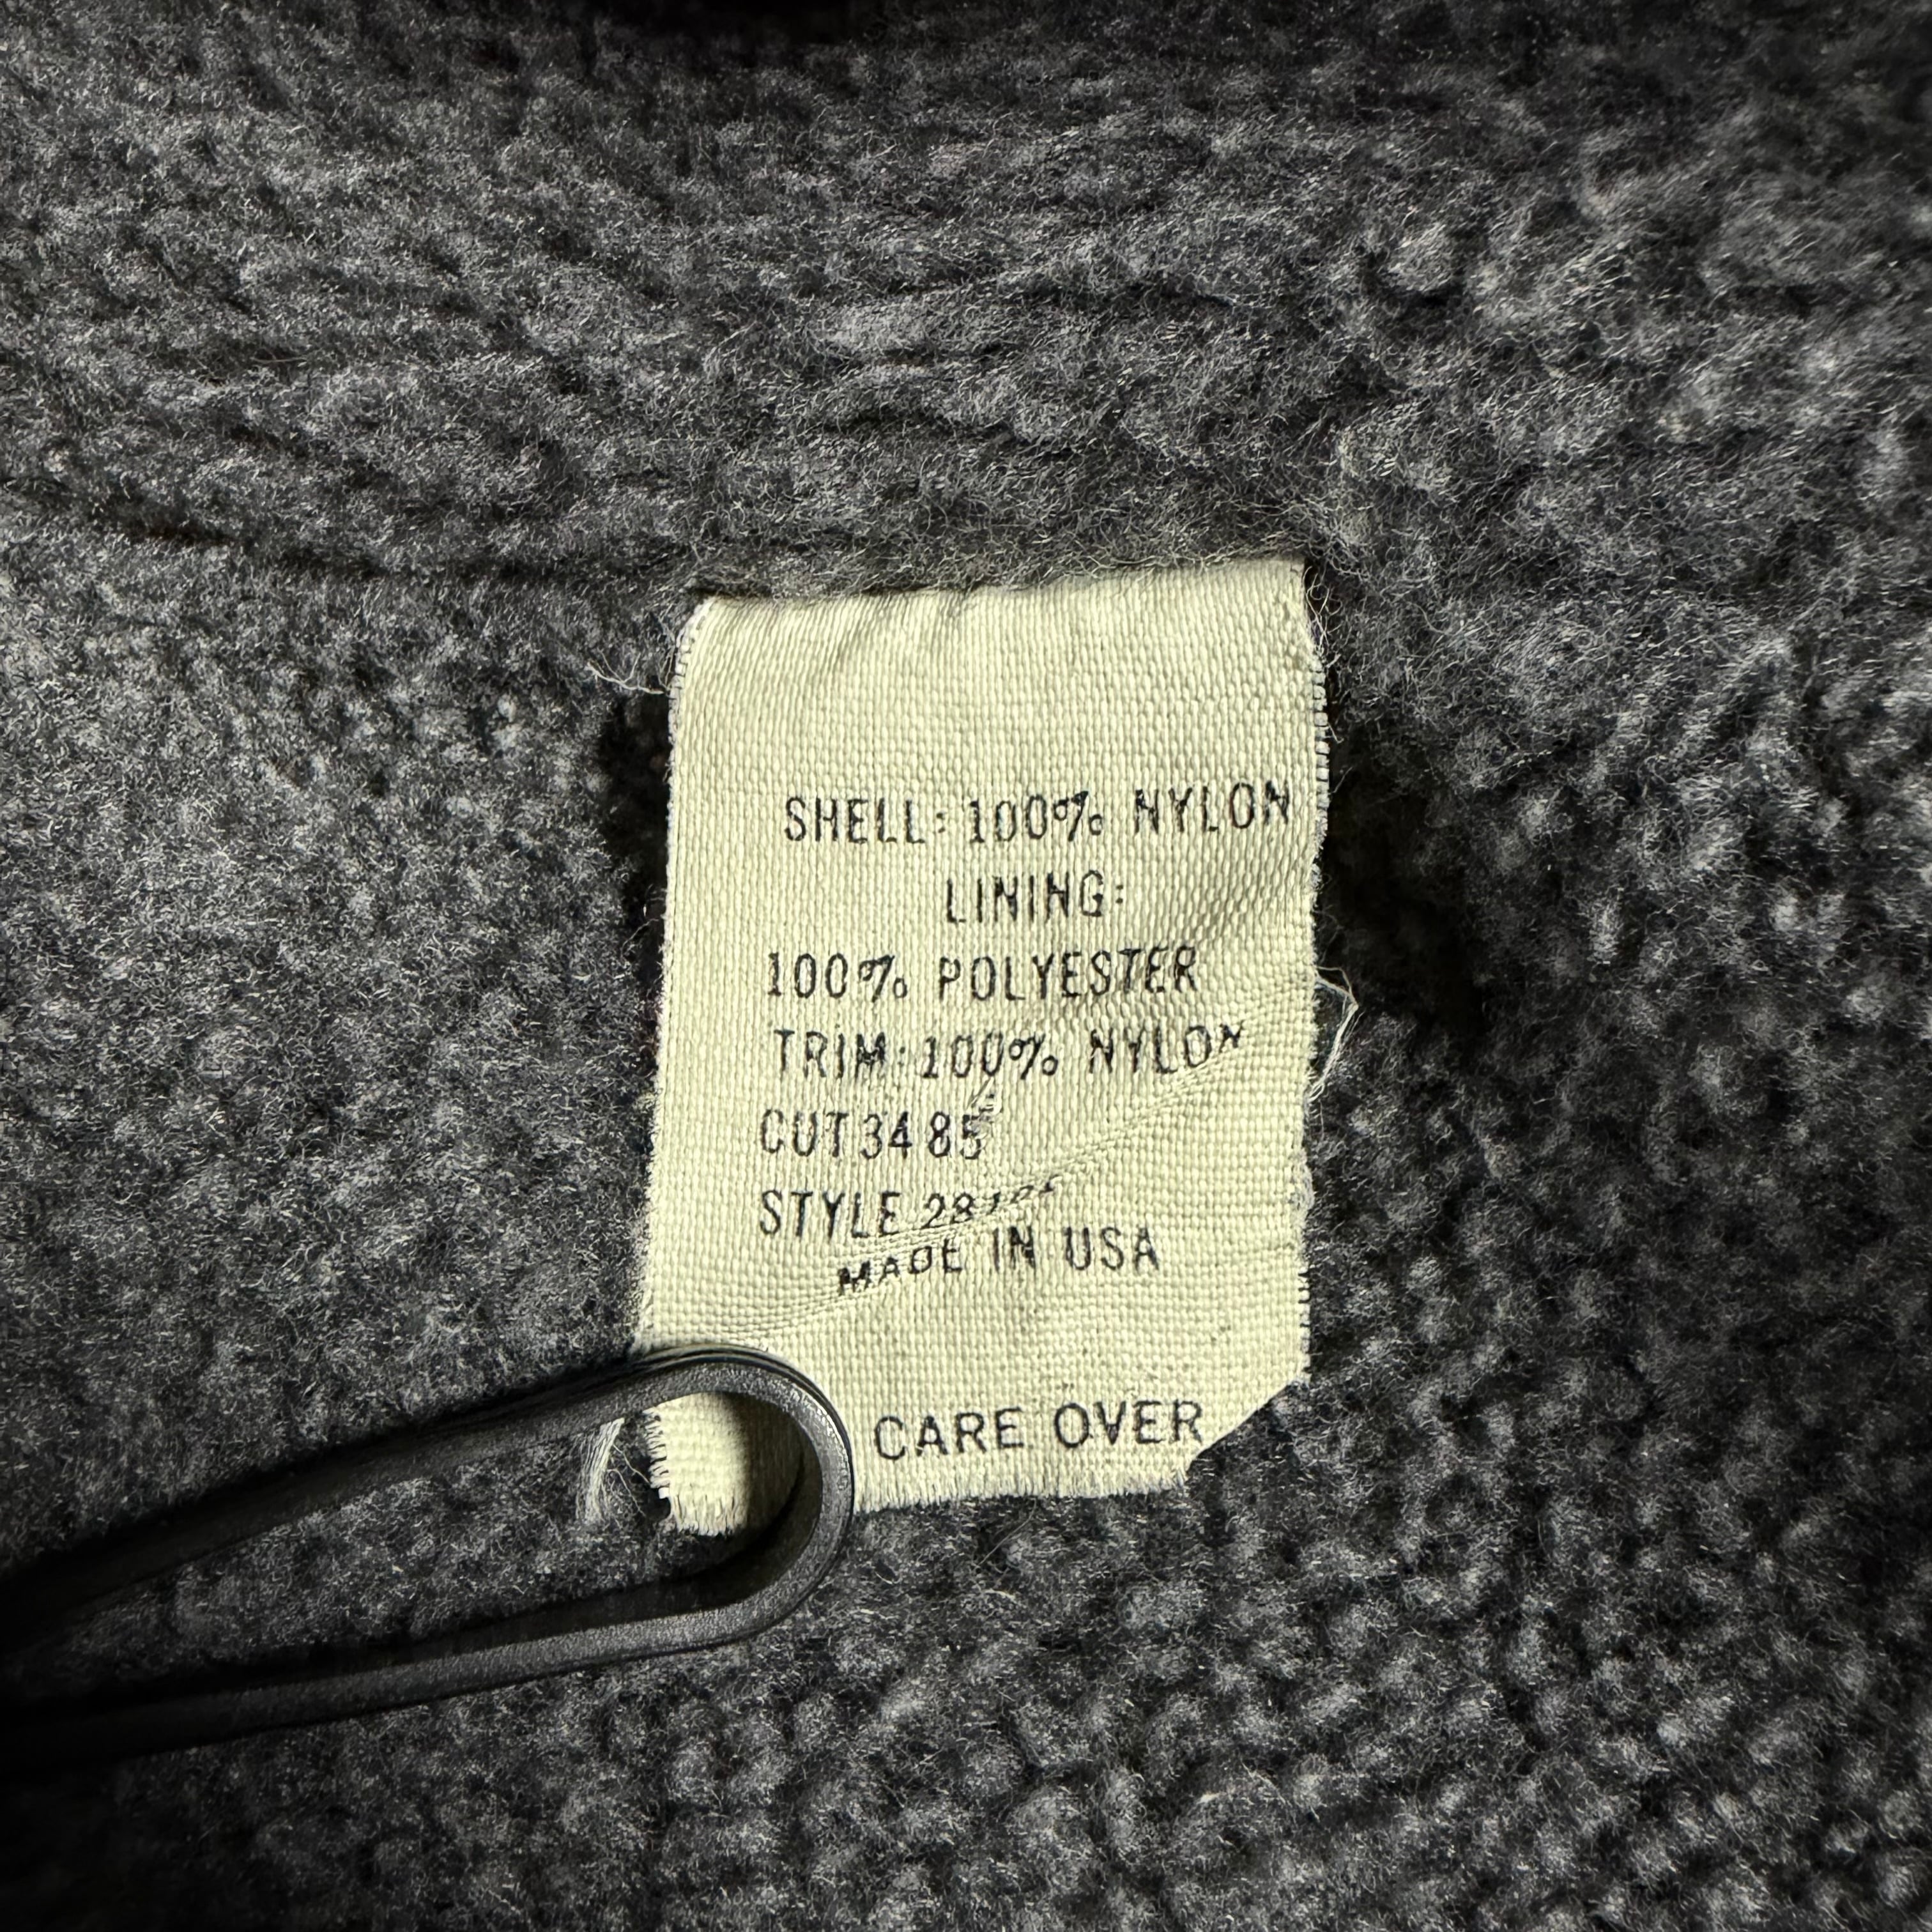 SHELL: 100% NYLON
LINING:
100% POLYESTER
TRIM: 100% NYLON
CUT 3485
STYLE
MADE IN USA
CARE OVER